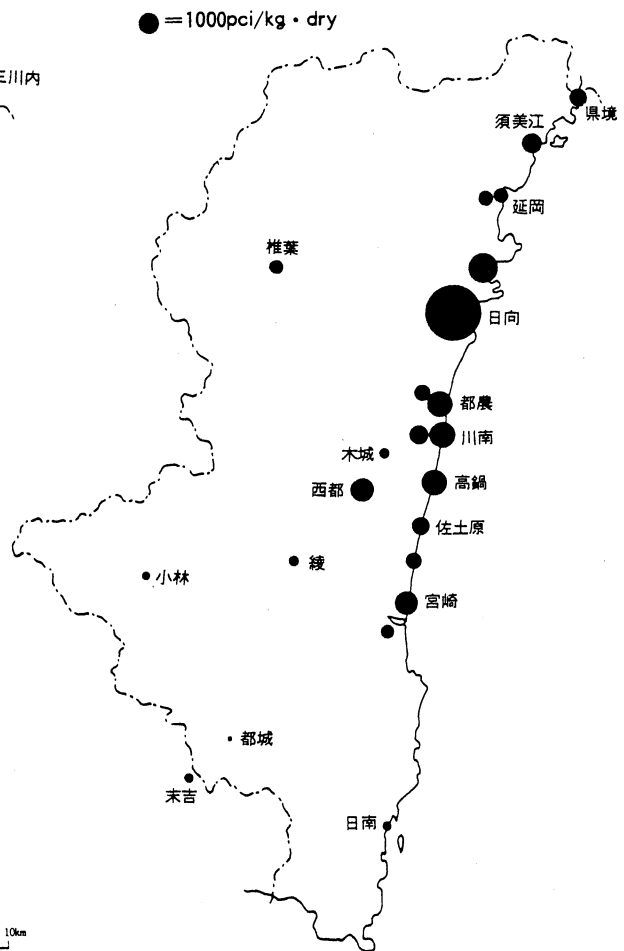 =1000pci/kg・dry
三川内
県境
須美江
延岡
椎葉
日向
都農
川南
木城
西都
高鍋
佐土原
綾
小林
宮崎
都城
末吉
日南
10km